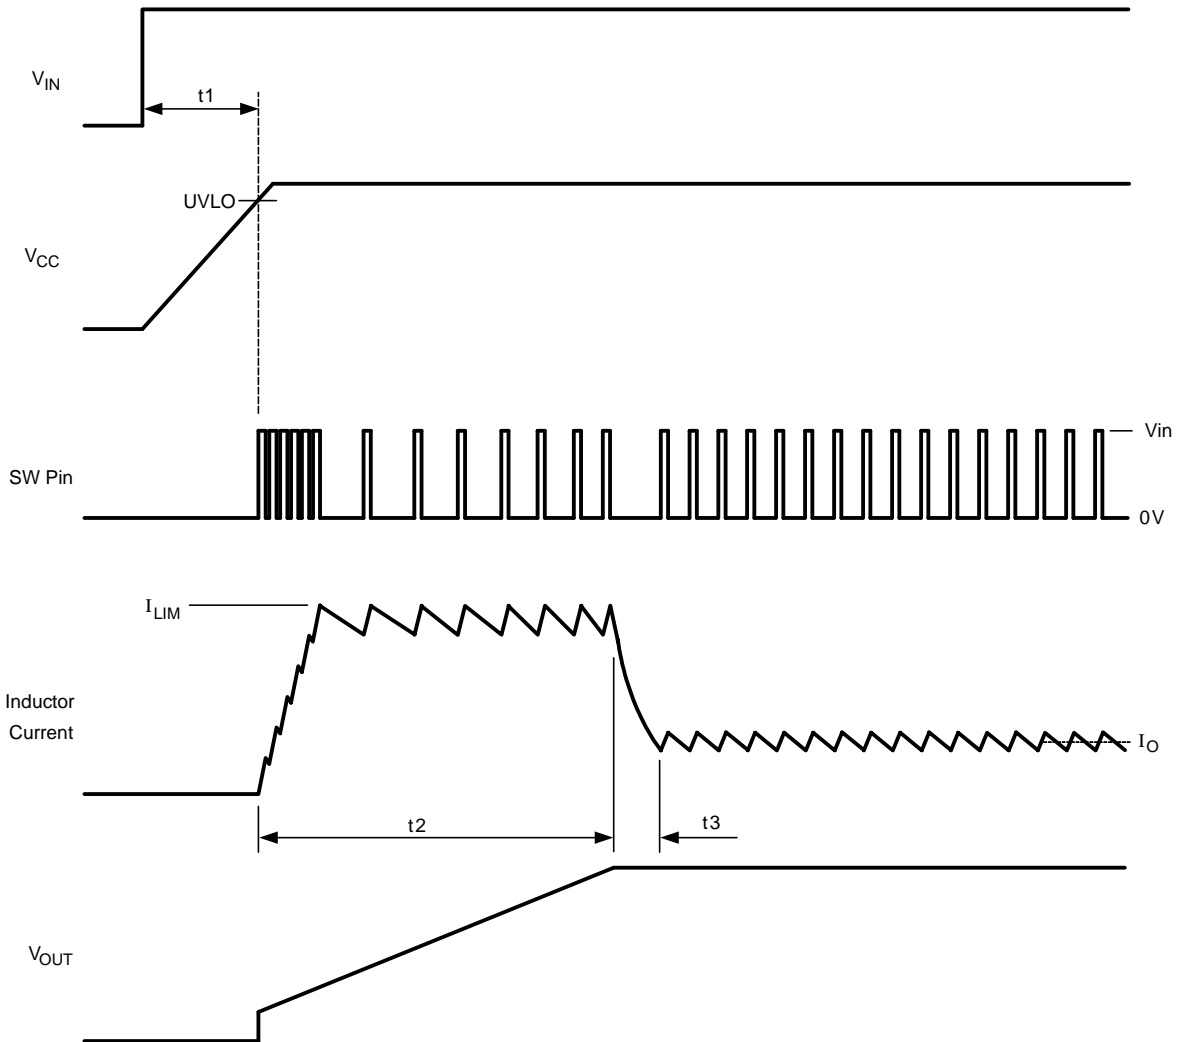 V_IN
t1
UVLO
V_CC
Vin
SW Pin
0V
I_LIM
Inductor
Current
I_O
t2
t3
V_OUT